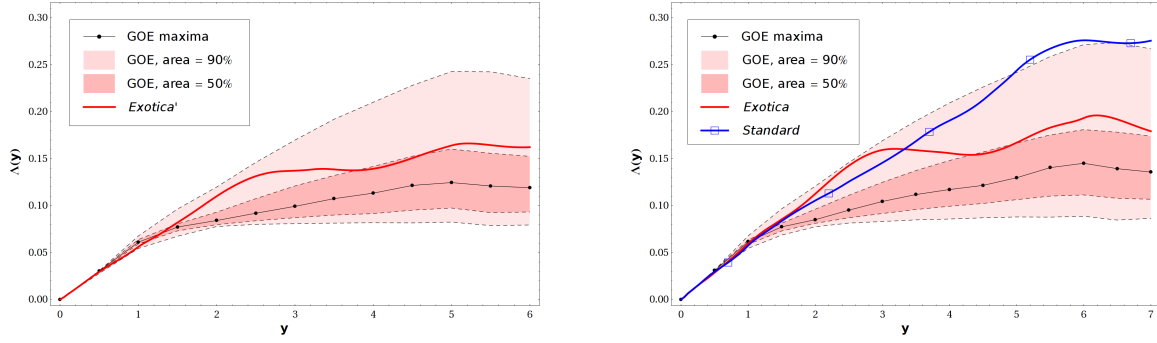 GOE maxima
GOE, area = 90%
GOE, area = 50%
Exotica'
0.30
0.25
0.20
0.15
0.10
0.05
0.00
Λ(y)
0 1 2 3 4 5 6
y
GOE maxima
GOE, area = 90%
GOE, area = 50%
Exotica
Standard
0.30
0.25
0.20
0.15
0.10
0.05
0.00
Λ(y)
0 1 2 3 4 5 6 7
y